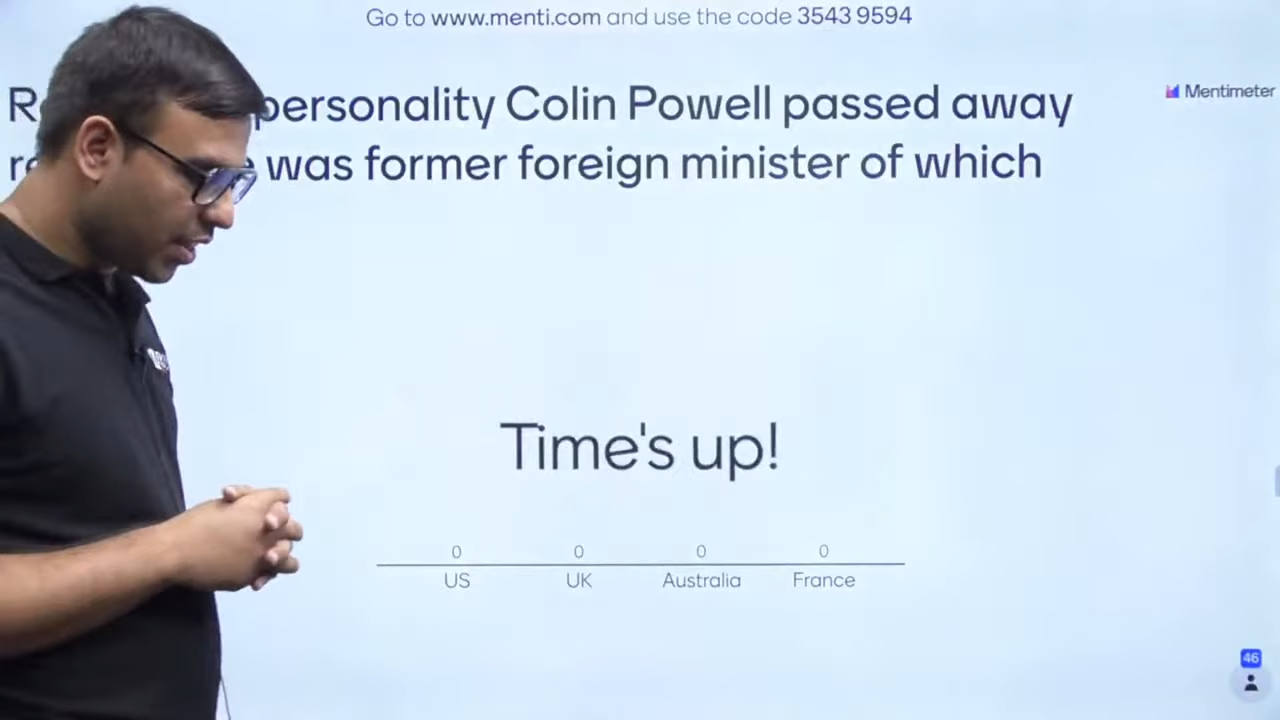 Go to www.menti.com and use the code 3543 9594
personality Colin Powell passed away
Mentimeter
was former foreign minister of which
Time's up!
0 0 0 0
US UK Australia France
46